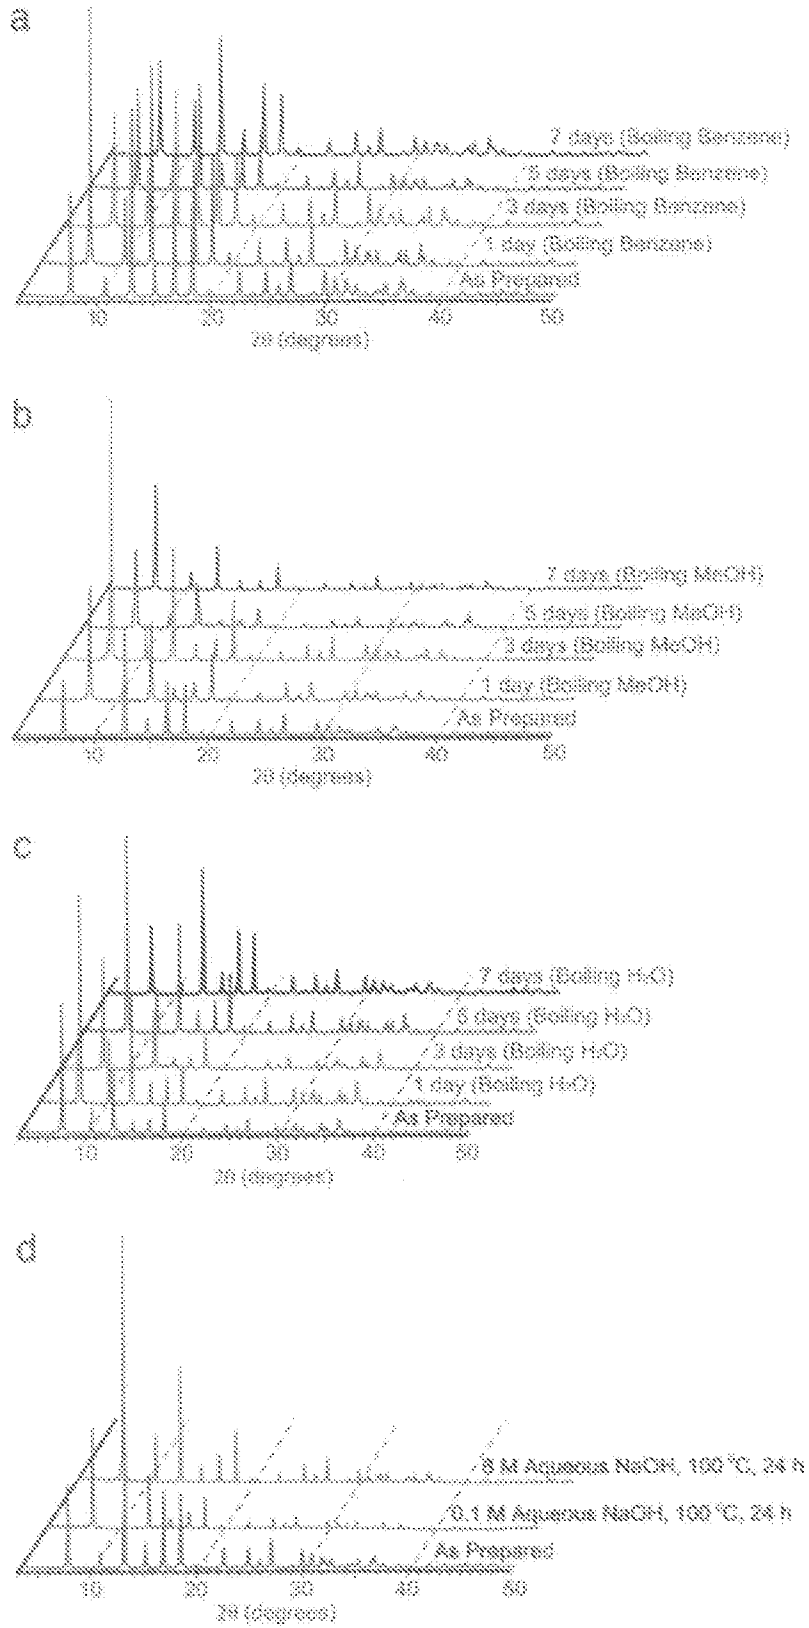 a
7 days (Boiling Benzene)
5 days (Boiling Benzene)
3 days (Boiling Benzene)
1 day (Boiling Benzene)
As Prepared
10 20 30 40 50
2θ (degrees)
b
7 days (Boiling MeOH)
5 days (Boiling MeOH)
3 days (Boiling MeOH)
1 day (Boiling MeOH)
As Prepared
10 20 30 40 50
2θ (degrees)
c
7 days (Boiling H₂O)
5 days (Boiling H₂O)
3 days (Boiling H₂O)
1 day (Boiling H₂O)
As Prepared
10 20 30 40 50
2θ (degrees)
d
8 M Aqueous NaOH, 100 °C, 24 h
0.1 M Aqueous NaOH, 100 °C, 24 h
As Prepared
10 20 30 40 50
2θ (degrees)